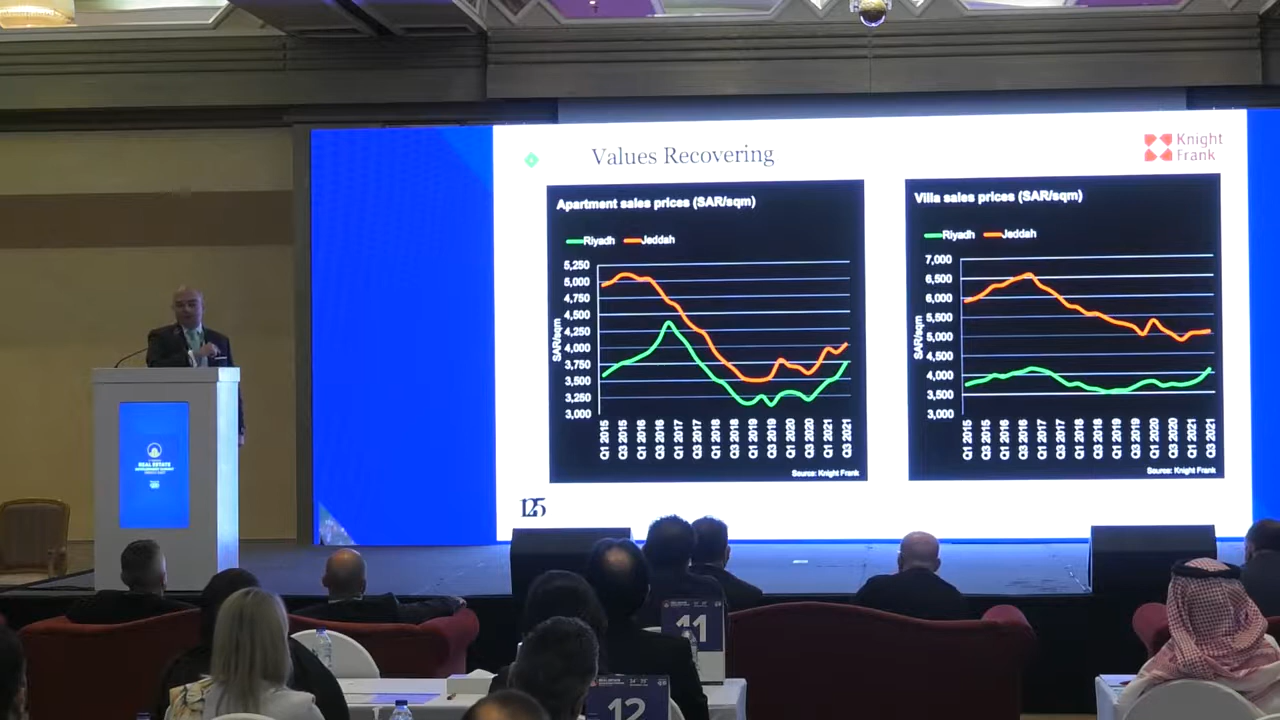 Values Recovering
Knight
Frank
Apartment sales prices (SAR/sqm)
Riyadh
Jeddah
5,250
5,000
4,750
4,500
4,250
4,000
3,750
3,500
3,250
3,000
SAR/sqm
Q1 2015
Q3 2015
Q1 2016
Q3 2016
Q1 2017
Q3 2017
Q1 2018
Q3 2018
Q1 2019
Q3 2019
Q1 2020
Q3 2020
Q1 2021
Q3 2021
Source: Knight Frank
Villa sales prices (SAR/sqm)
Riyadh
Jeddah
7,000
6,500
6,000
5,500
5,000
4,500
4,000
3,500
3,000
SAR/sqm
Q1 2015
Q3 2015
Q1 2016
Q3 2016
Q1 2017
Q3 2017
Q1 2018
Q3 2018
Q1 2019
Q3 2019
Q1 2020
Q3 2020
Q1 2021
Q3 2021
Source: Knight Frank
125
REAL ESTATE
11
12